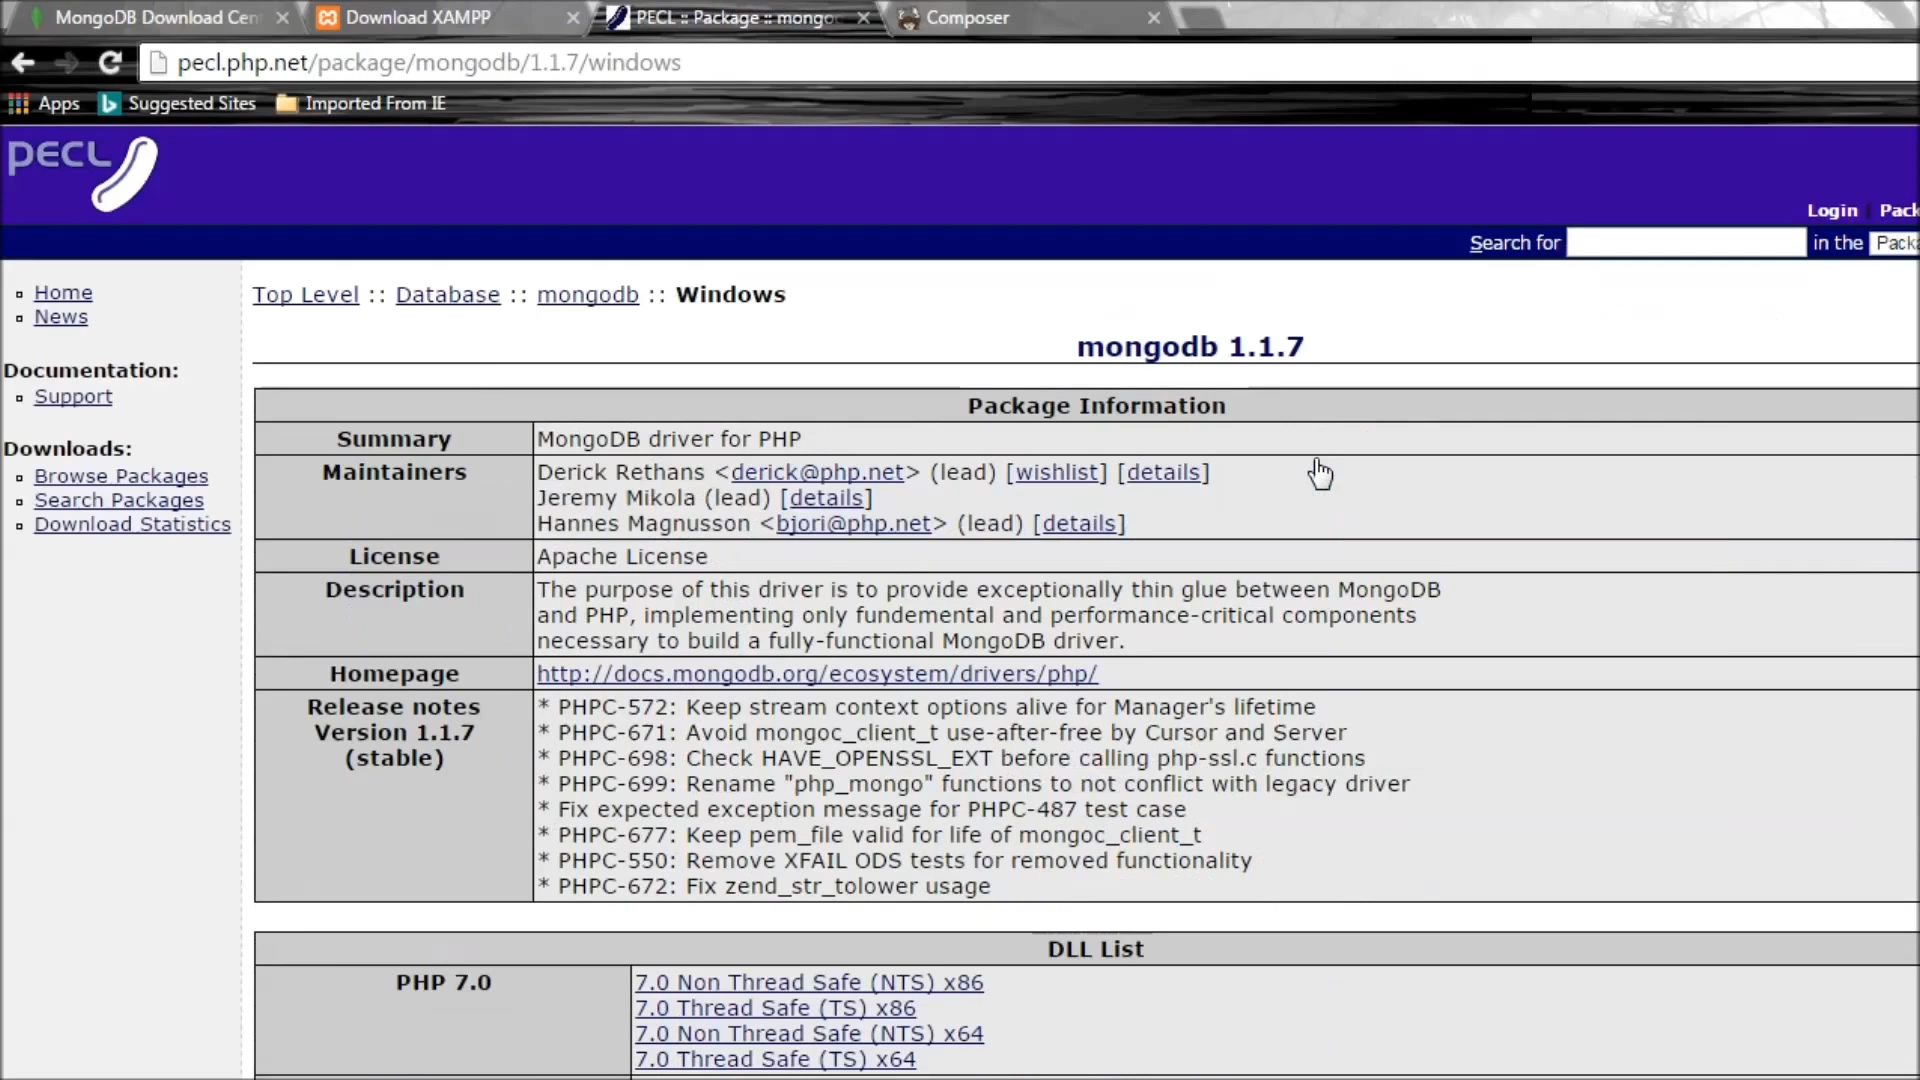 MongoDB Download Cen
Download XAMPP
PECL :: Package :: mongo
Composer
pecl.php.net/package/mongodb/1.1.7/windows
Apps
Suggested Sites
Imported From IE
PECL
Login
Pack
Search for
in the
Packa
Home
News
Documentation:
Support
Downloads:
Browse Packages
Search Packages
Download Statistics
Top Level :: Database :: mongodb :: Windows
mongodb 1.1.7
Package Information
Summary
MongoDB driver for PHP
Maintainers
Derick Rethans <derick@php.net> (lead) [wishlist] [details]
Jeremy Mikola (lead) [details]
Hannes Magnusson <bjori@php.net> (lead) [details]
License
Apache License
Description
The purpose of this driver is to provide exceptionally thin glue between MongoDB
and PHP, implementing only fundemental and performance-critical components
necessary to build a fully-functional MongoDB driver.
Homepage
http://docs.mongodb.org/ecosystem/drivers/php/
Release notes
Version 1.1.7
(stable)
* PHPC-572: Keep stream context options alive for Manager's lifetime
* PHPC-671: Avoid mongoc_client_t use-after-free by Cursor and Server
* PHPC-698: Check HAVE_OPENSSL_EXT before calling php-ssl.c functions
* PHPC-699: Rename "php_mongo" functions to not conflict with legacy driver
* Fix expected exception message for PHPC-487 test case
* PHPC-677: Keep pem_file valid for life of mongoc_client_t
* PHPC-550: Remove XFAIL ODS tests for removed functionality
* PHPC-672: Fix zend_str_tolower usage
DLL List
PHP 7.0
7.0 Non Thread Safe (NTS) x86
7.0 Thread Safe (TS) x86
7.0 Non Thread Safe (NTS) x64
7.0 Thread Safe (TS) x64